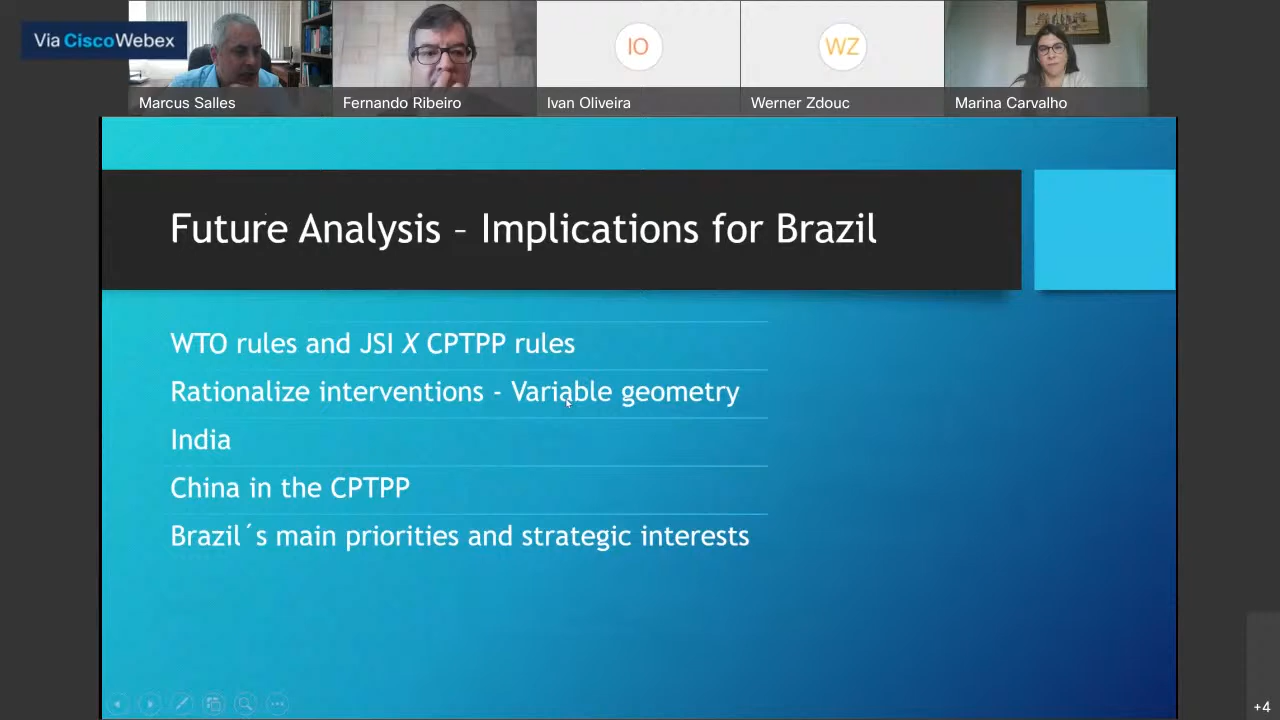 Via CiscoWebex
IO
WZ
Marcus Salles
Fernando Ribeiro
Ivan Oliveira
Werner Zdouc
Marina Carvalho
Future Analysis – Implications for Brazil
WTO rules and JSI X CPTPP rules
Rationalize interventions - Variable geometry
India
China in the CPTPP
Brazil´s main priorities and strategic interests
+4